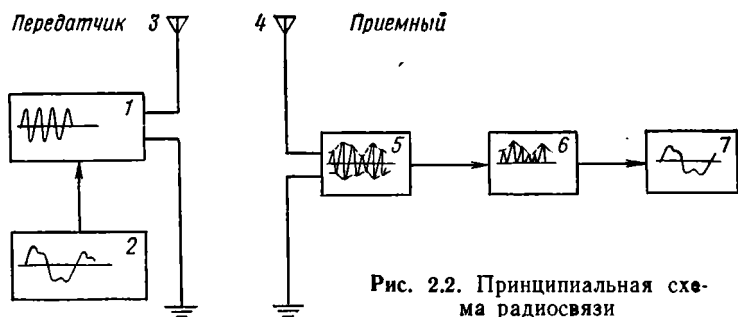 Передатчик 3 4 Приемный
1
5 6 7
2
Рис. 2.2. Принципиальная схе-
ма радиосвязи